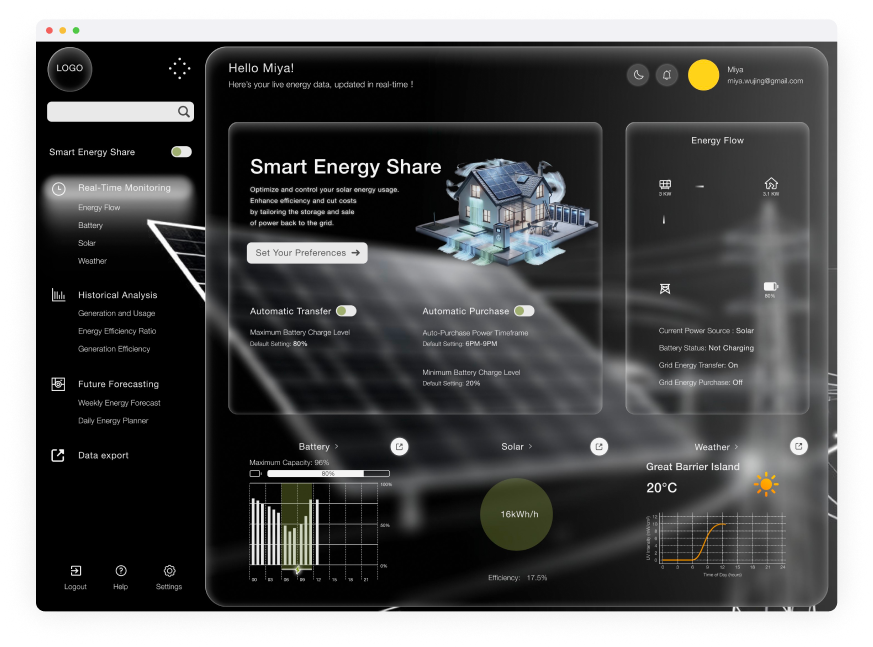 LOGO
Smart Energy Share
Real-Time Monitoring
Energy Flow
Battery
Solar
Weather
Historical Analysis
Generation and Usage
Energy Efficiency Ratio
Generation Efficiency
Future Forecasting
Weekly Energy Forecast
Daily Energy Planner
Data export
Logout
Help
Settings
Hello Miya!
Here's your live energy data, updated in real-time !
Miya
miya.wujing@gmail.com
Smart Energy Share
Optimize and control your solar energy usage.
Enhance efficiency and cut costs
by tailoring the storage and sale
of power back to the grid.
Set Your Preferences →
Automatic Transfer
Maximum Battery Charge Level
Default Setting: 80%
Automatic Purchase
Auto-Purchase Power Timeframe
Default Setting: 6PM-9PM
Minimum Battery Charge Level
Default Setting: 20%
Energy Flow
3 KW
3.1 KW
80%
Current Power Source : Solar
Battery Status: Not Charging
Grid Energy Transfer: On
Grid Energy Purchase: Off
Battery >
Maximum Capacity: 96%
80%
100%
50%
0%
00 03 06 09 12 15 18 21
Solar >
16kWh/h
Efficiency: 17.5%
Weather >
Great Barrier Island
20°C
12
10
8
6
4
2
0
0 3 6 9 12 15 18 21 24
Time of Day (hours)